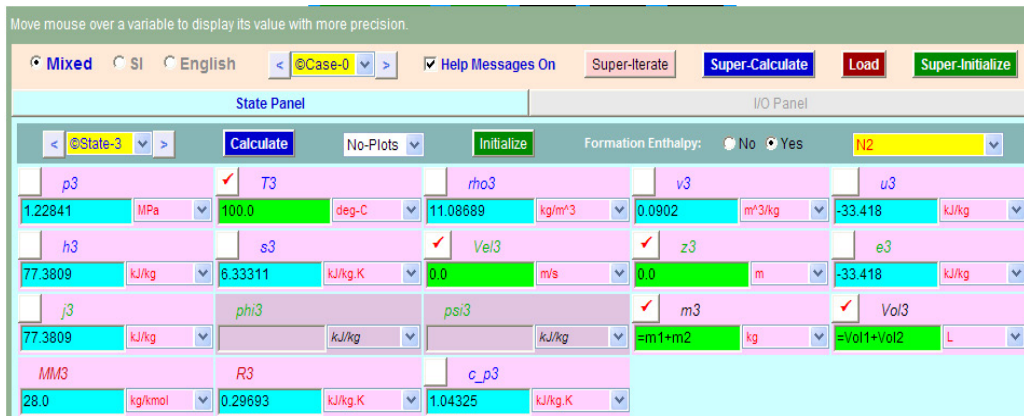 Move mouse over a variable to display its value with more precision.
Mixed SI English < ©Case-0 > Help Messages On Super-Iterate Super-Calculate Load Super-Initialize
State Panel I/O Panel
< ©State-3 > Calculate No-Plots Initialize Formation Enthalpy: No Yes N2
p3 T3 rho3 v3 u3
1.22841 MPa 100.0 deg-C 11.08689 kg/m^3 0.0902 m^3/kg -33.418 kJ/kg
h3 s3 Vel3 z3 e3
77.3809 kJ/kg 6.33311 kJ/kg.K 0.0 m/s 0.0 m -33.418 kJ/kg
j3 phi3 psi3 m3 Vol3
77.3809 kJ/kg kJ/kg kJ/kg =m1+m2 kg =Vol1+Vol2 L
MM3 R3 c_p3
28.0 kg/kmol 0.29693 kJ/kg.K 1.04325 kJ/kg.K